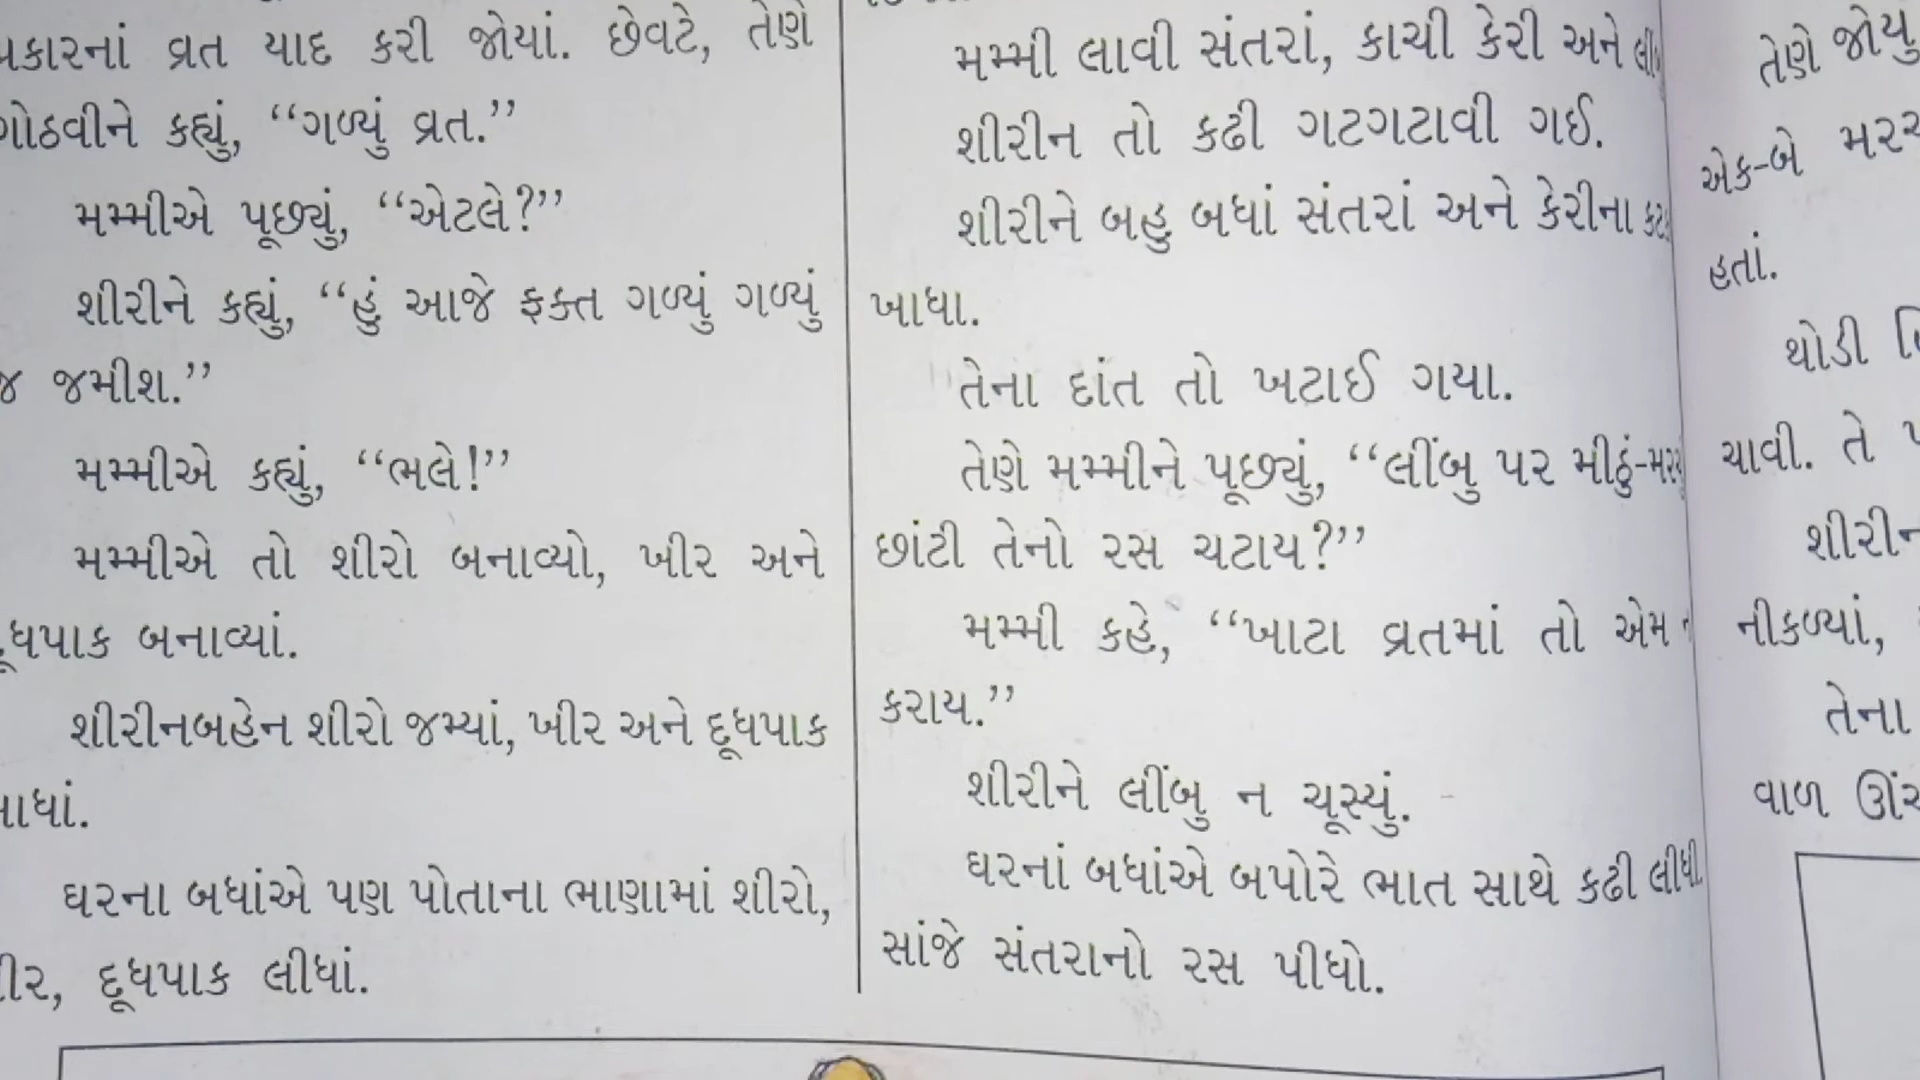 વ્રત યાદ કરી જોયાં. છેવટે, તેણે
ગોઠવીને કહ્યું, “ગળ્યું વ્રત.”
મમ્મીએ પૂછ્યું, “એટલે?”
શીરીને કહ્યું, “હું આજે ફક્ત ગળ્યું ગળ્યું
જ જમીશ.”
મમ્મીએ કહ્યું, “ભલે!”
મમ્મીએ તો શીરો બનાવ્યો, ખીર અને
દૂધપાક બનાવ્યાં.
શીરીનબહેન શીરો જમ્યાં, ખીર અને દૂધપાક
ઘરના બધાંએ પણ પોતાના ભાણામાં શીરો,
દૂધપાક લીધાં.
મમ્મી લાવી સંતરાં, કાચી કેરી અને
શીરીન તો કઢી ગટગટાવી ગઈ.
શીરીને બહુ બધાં સંતરાં અને કેરીના
ખાધા.
તેના દાંત તો ખટાઈ ગયા.
તેણે મમ્મીને પૂછ્યું, “લીંબુ પર મીઠું-મરચું
છાંટી તેનો રસ ચટાય?”
મમ્મી કહે, “ખાટા વ્રતમાં તો એમ ન
કરાય.”
શીરીને લીંબુ ન ચૂસ્યું.
ઘરનાં બધાંએ બપોરે ભાત સાથે કઢી લીધી
સાંજે સંતરાનો રસ પીધો.
તેણે જોયુ
એક-બે
હતાં.
થોડી
ચાવી. તે
શીરીન
નીકળ્યાં,
તેના
વાળ